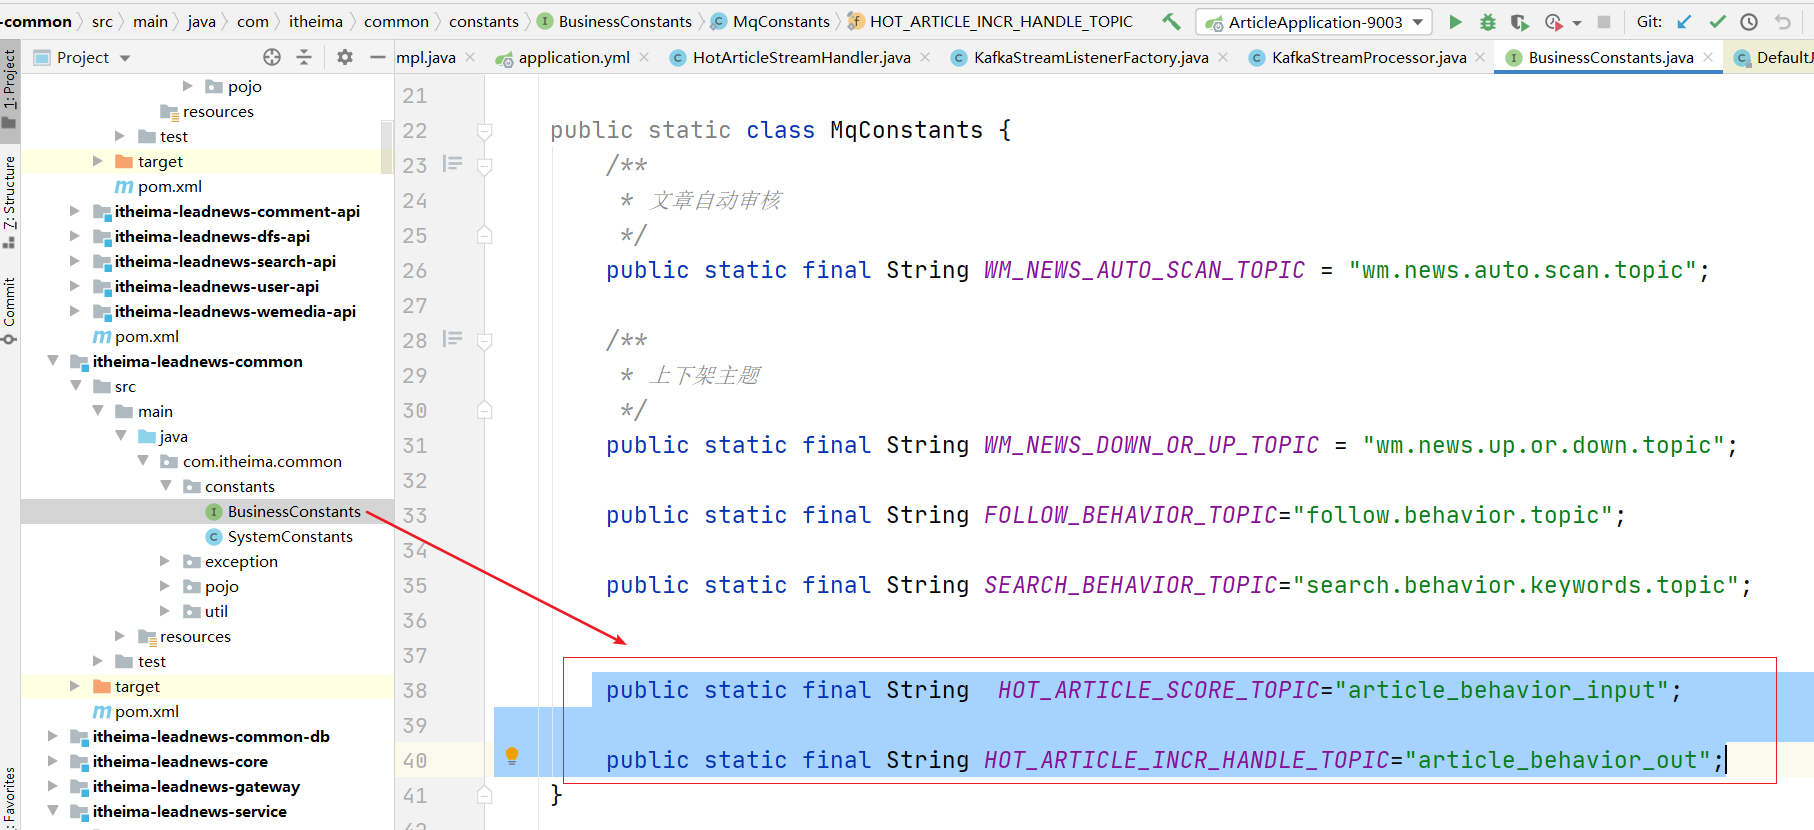 -common src main java com itheima common constants BusinessConstants MqConstants HOT_ARTICLE_INCR_HANDLE_TOPIC ArticleApplication-9003 Git:
Project mpl.java application.yml HotArticleStreamHandler.java KafkaStreamListenerFactory.java KafkaStreamProcessor.java BusinessConstants.java DefaultJ
1: Project
7: Structure
Commit
: Favorites
pojo
resources
test
target
pom.xml
itheima-leadnews-comment-api
itheima-leadnews-dfs-api
itheima-leadnews-search-api
itheima-leadnews-user-api
itheima-leadnews-wemedia-api
pom.xml
itheima-leadnews-common
src
main
java
com.itheima.common
constants
BusinessConstants
SystemConstants
exception
pojo
util
resources
test
target
pom.xml
itheima-leadnews-common-db
itheima-leadnews-core
itheima-leadnews-gateway
itheima-leadnews-service
21
22 public static class MqConstants {
23 /**
24 * 文章自动审核
25 */
26 public static final String WM_NEWS_AUTO_SCAN_TOPIC = "wm.news.auto.scan.topic";
27
28 /**
29 * 上下架主题
30 */
31 public static final String WM_NEWS_DOWN_OR_UP_TOPIC = "wm.news.up.or.down.topic";
32
33 public static final String FOLLOW_BEHAVIOR_TOPIC="follow.behavior.topic";
34
35 public static final String SEARCH_BEHAVIOR_TOPIC="search.behavior.keywords.topic";
36
37
38 public static final String HOT_ARTICLE_SCORE_TOPIC="article_behavior_input";
39
40 public static final String HOT_ARTICLE_INCR_HANDLE_TOPIC="article_behavior_out";
41 }